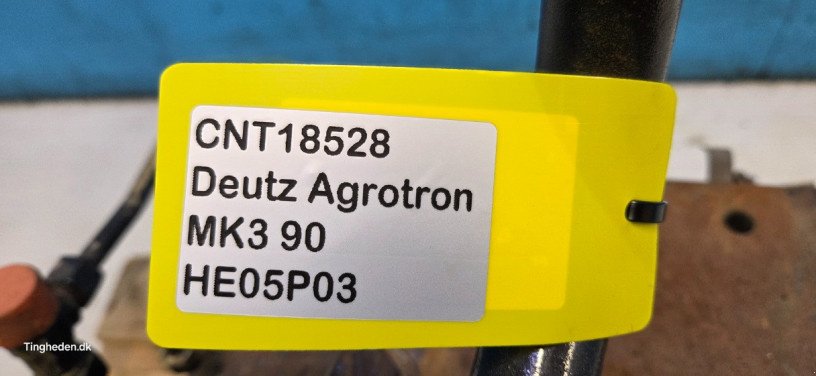 CNT18528
Deutz Agrotron
MK3 90
HE05P03
Tingheden.dk